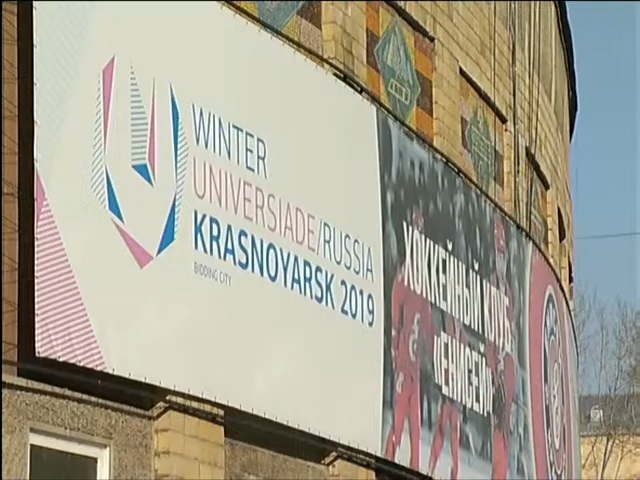 WINTER
UNIVERSIADE/RUSSIA
KRASNOYARSK 2019
BIDDING CITY
ХОККЕЙНЫЙ КЛУБ
«ЕНИСЕЙ»